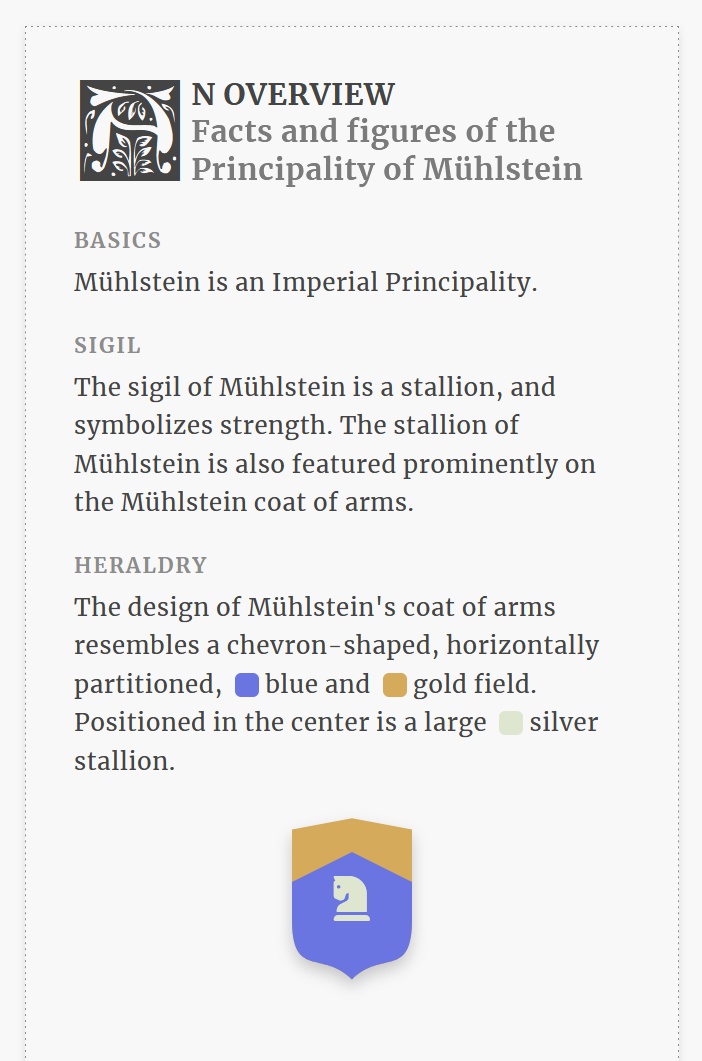 AN OVERVIEW
Facts and figures of the
Principality of Mühlstein
BASICS
Mühlstein is an Imperial Principality.
SIGIL
The sigil of Mühlstein is a stallion, and
symbolizes strength. The stallion of
Mühlstein is also featured prominently on
the Mühlstein coat of arms.
HERALDRY
The design of Mühlstein's coat of arms
resembles a chevron-shaped, horizontally
partitioned, blue and gold field.
Positioned in the center is a large silver
stallion.